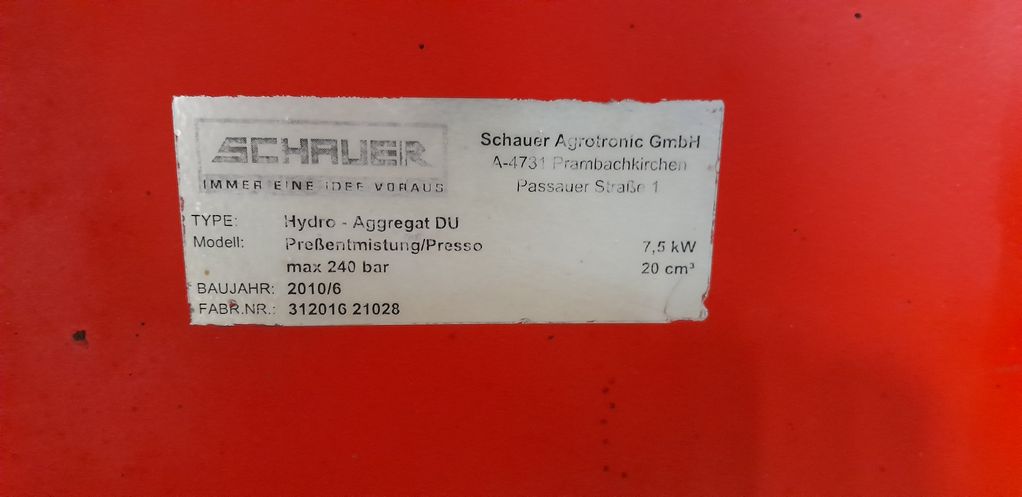 SCHAUER
IMMER EINE IDEE VORAUS
Schauer Agrotronic GmbH
A-4731 Prambachkirchen
Passauer Straße 1
TYPE: Hydro - Aggregat DU
Modell: Preßentmistung/Presso 7,5 kW
max 240 bar 20 cm³
BAUJAHR: 2010/6
FABR.NR.: 312016 21028